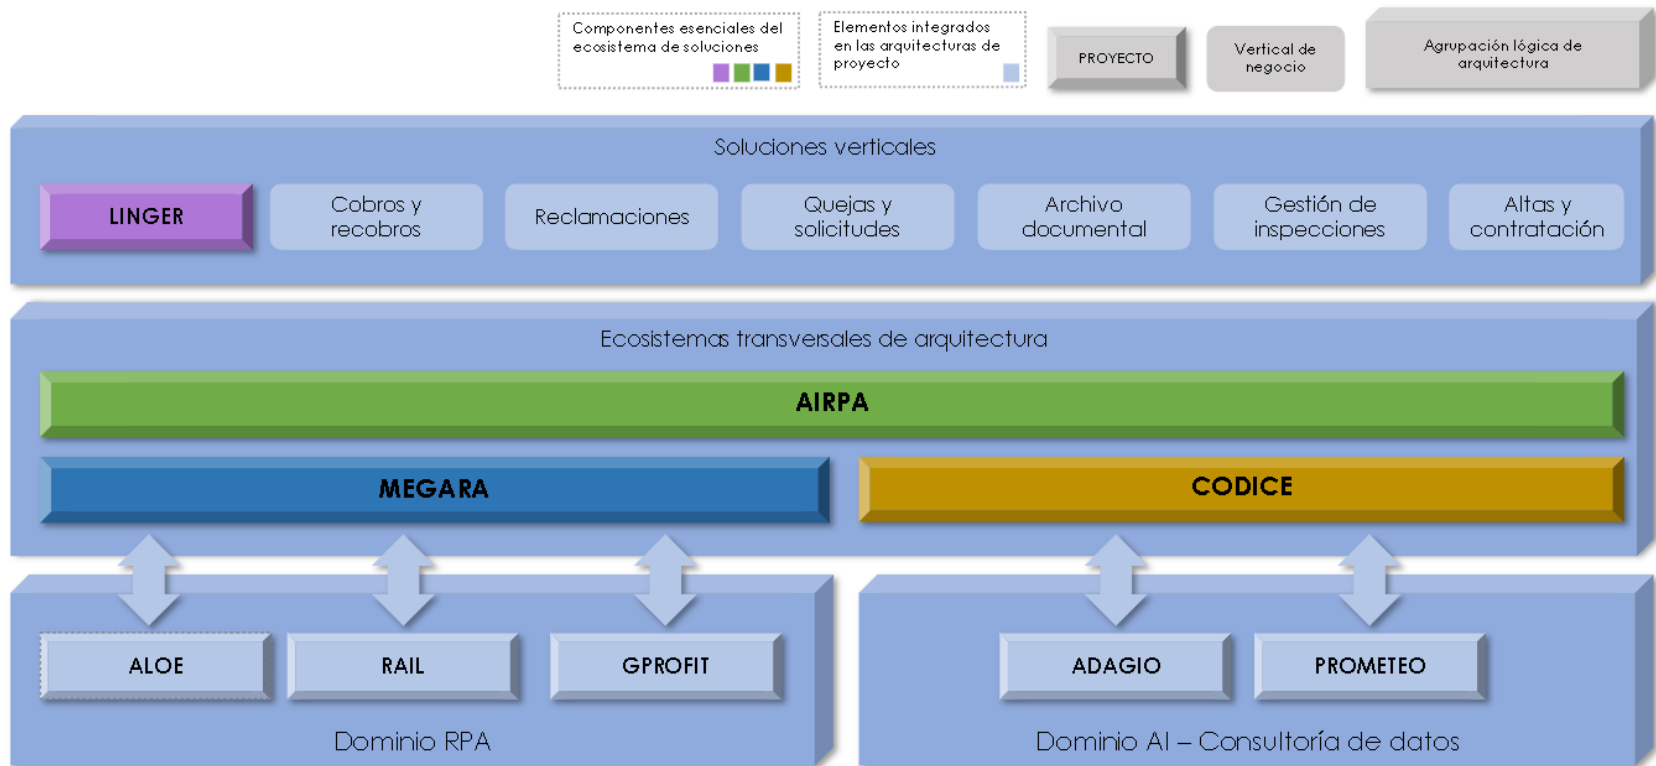 Componentes esenciales del
ecosistema de soluciones
Elementos integrados
en las arquitecturas de
proyecto
PROYECTO
Vertical de
negocio
Agrupación lógica de
arquitectura
Soluciones verticales
LINGER
Cobros y
recobros
Reclamaciones
Quejas y
solicitudes
Archivo
documental
Gestión de
inspecciones
Altas y
contratación
Ecosistemas transversales de arquitectura
AIRPA
MEGARA
CODICE
ALOE
RAIL
GPROFIT
ADAGIO
PROMETEO
Dominio RPA
Dominio AI – Consultoría de datos